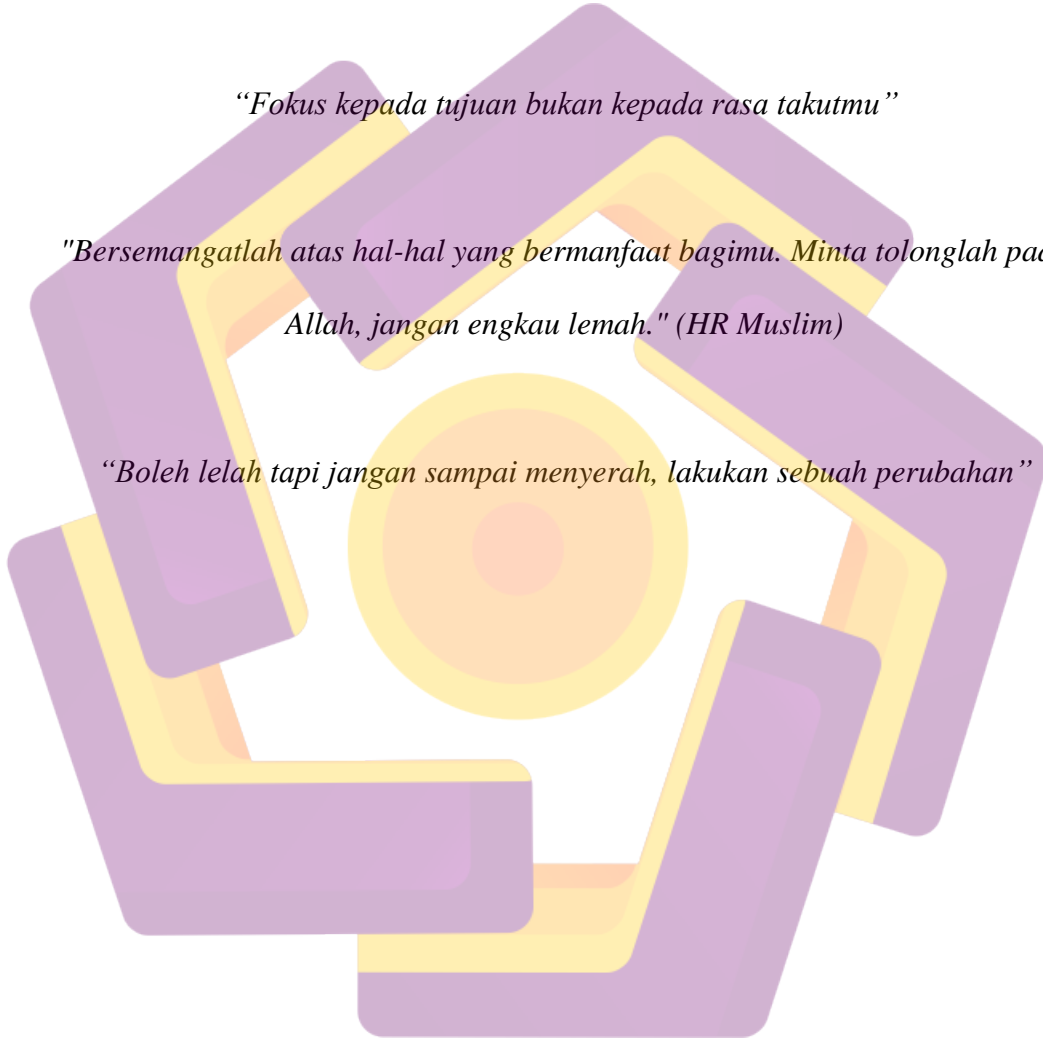 “Fokus kepada tujuan bukan kepada rasa takutmu”
"Bersemangatlah atas hal-hal yang bermanfaat bagimu. Minta tolonglah
Allah, jangan engkau lemah." (HR Muslim)
“Boleh lelah tapi jangan sampai menyerah, lakukan sebuah perubahan”